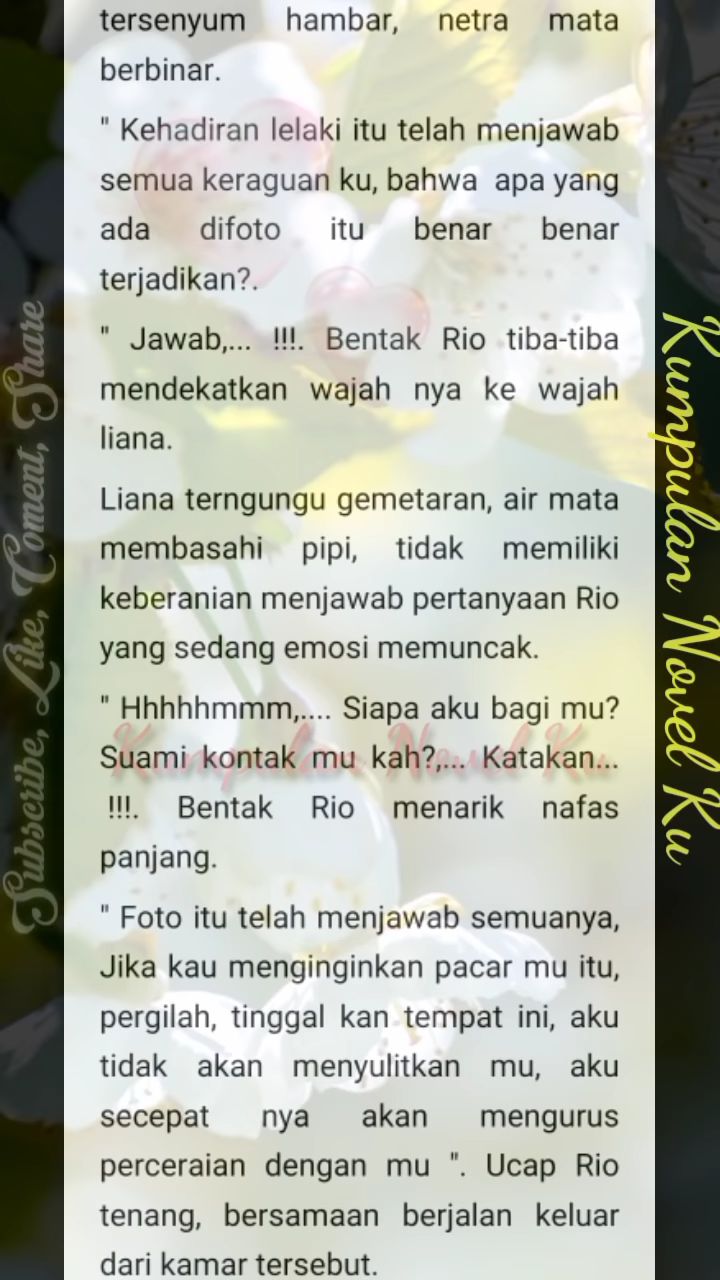 tersenyum hambar, netra mata
berbinar.
" Kehadiran lelaki itu telah menjawab
semua keraguan ku, bahwa apa yang
ada difoto itu benar benar
terjadikan?.
" Jawab,... !!!. Bentak Rio tiba-tiba
mendekatkan wajah nya ke wajah
liana.
Liana terngungu gemetaran, air mata
membasahi pipi, tidak memiliki
keberanian menjawab pertanyaan Rio
yang sedang emosi memuncak.
" Hhhhhmmm,.... Siapa aku bagi mu?
Suami kontak mu kah?,... Katakan...
!!!. Bentak Rio menarik nafas
panjang.
" Foto itu telah menjawab semuanya,
Jika kau menginginkan pacar mu itu,
pergilah, tinggal kan tempat ini, aku
tidak akan menyulitkan mu, aku
secepat nya akan mengurus
perceraian dengan mu ". Ucap Rio
tenang, bersamaan berjalan keluar
dari kamar tersebut.
Kumpulan Novel Ku
Subscribe, Like, Coment, Share
Kumpulan Novel Ku